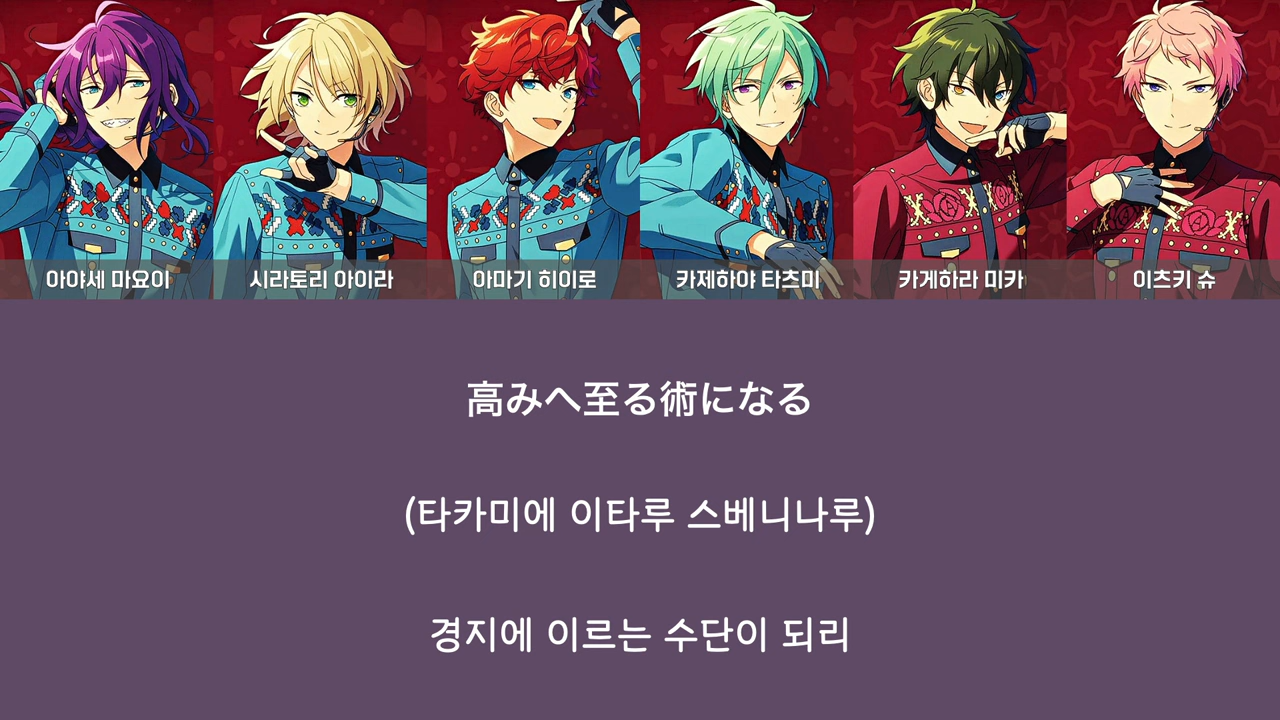 아야세 마요이
시라토리 아이라
아마기 히이로
카제하야 타츠미
카게하라 미카
이츠키 슈
高みへ至る術になる
(타카미에 이타루 스베니나루)
경지에 이르는 수단이 되리